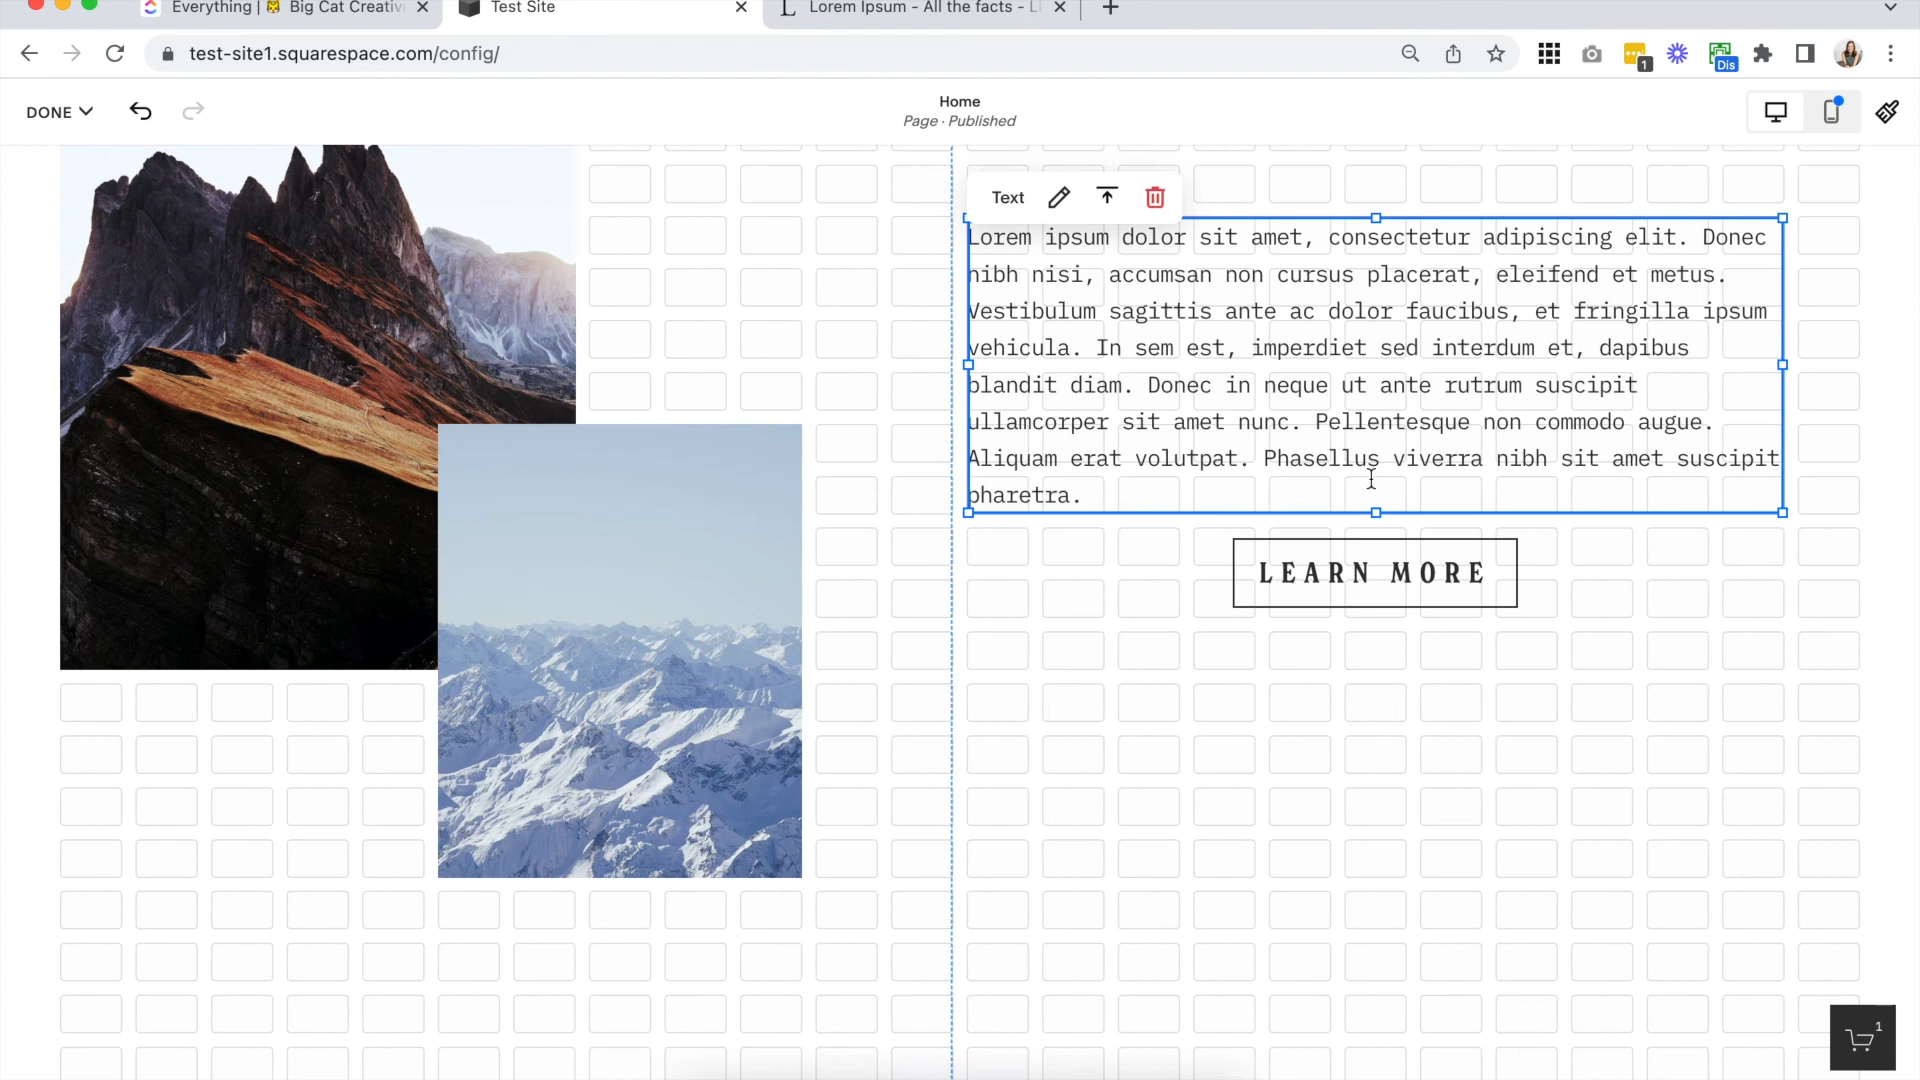 Everything | Big Cat Creativ
Test Site
Lorem Ipsum - All the facts - Li
test-site1.squarespace.com/config/
1
Dis
DONE
Home
Page · Published
Text
Lorem ipsum dolor sit amet, consectetur adipiscing elit. Donec
nibh nisi, accumsan non cursus placerat, eleifend et metus.
Vestibulum sagittis ante ac dolor faucibus, et fringilla ipsum
vehicula. In sem est, imperdiet sed interdum et, dapibus
blandit diam. Donec in neque ut ante rutrum suscipit
ullamcorper sit amet nunc. Pellentesque non commodo augue.
Aliquam erat volutpat. Phasellus viverra nibh sit amet suscipit
pharetra.
LEARN MORE
1